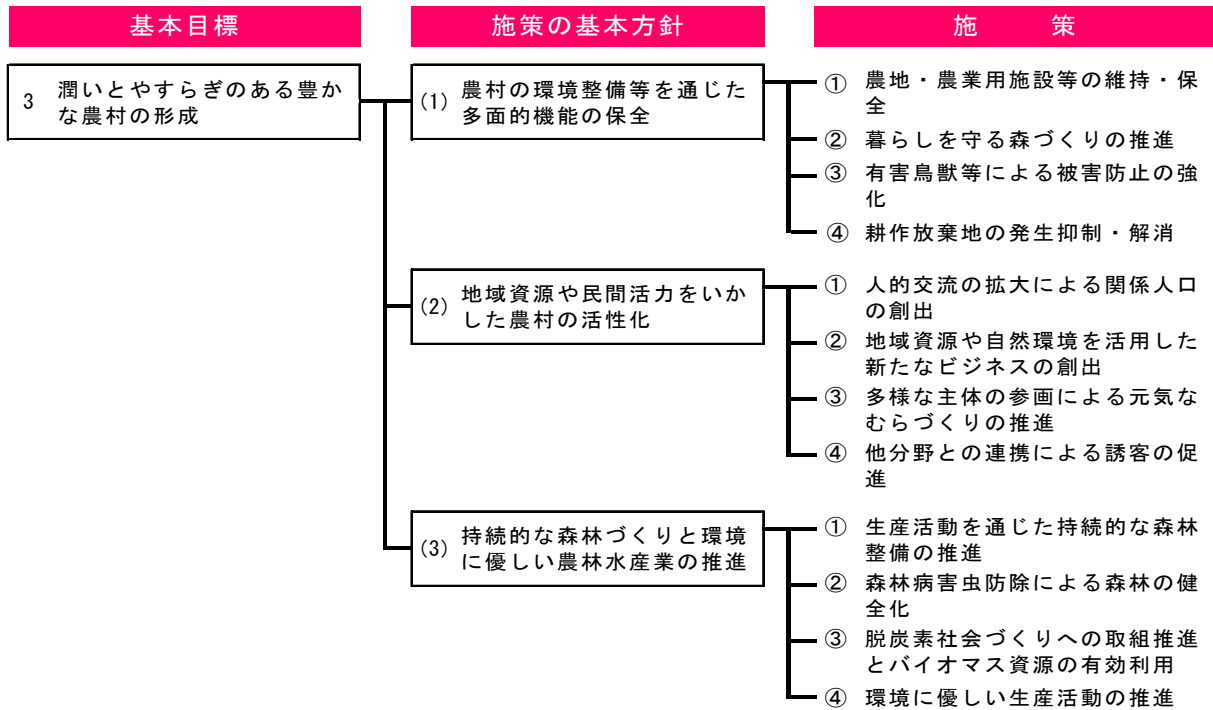 基本目標
施策の基本方針
施　策
3 潤いとやすらぎのある豊か
な農村の形成
(1) 農村の環境整備等を通じた
多面的機能の保全
① 農地・農業用施設等の維持・保
全
② 暮らしを守る森づくりの推進
③ 有害鳥獣等による被害防止の強
化
④ 耕作放棄地の発生抑制・解消
(2) 地域資源や民間活力をいか
した農村の活性化
① 人的交流の拡大による関係人口
の創出
② 地域資源や自然環境を活用した
新たなビジネスの創出
③ 多様な主体の参画による元気な
むらづくりの推進
④ 他分野との連携による誘客の促
進
(3) 持続的な森林づくりと環境
に優しい農林水産業の推進
① 生産活動を通じた持続的な森林
整備の推進
② 森林病害虫防除による森林の健
全化
③ 脱炭素社会づくりへの取組推進
とバイオマス資源の有効利用
④ 環境に優しい生産活動の推進